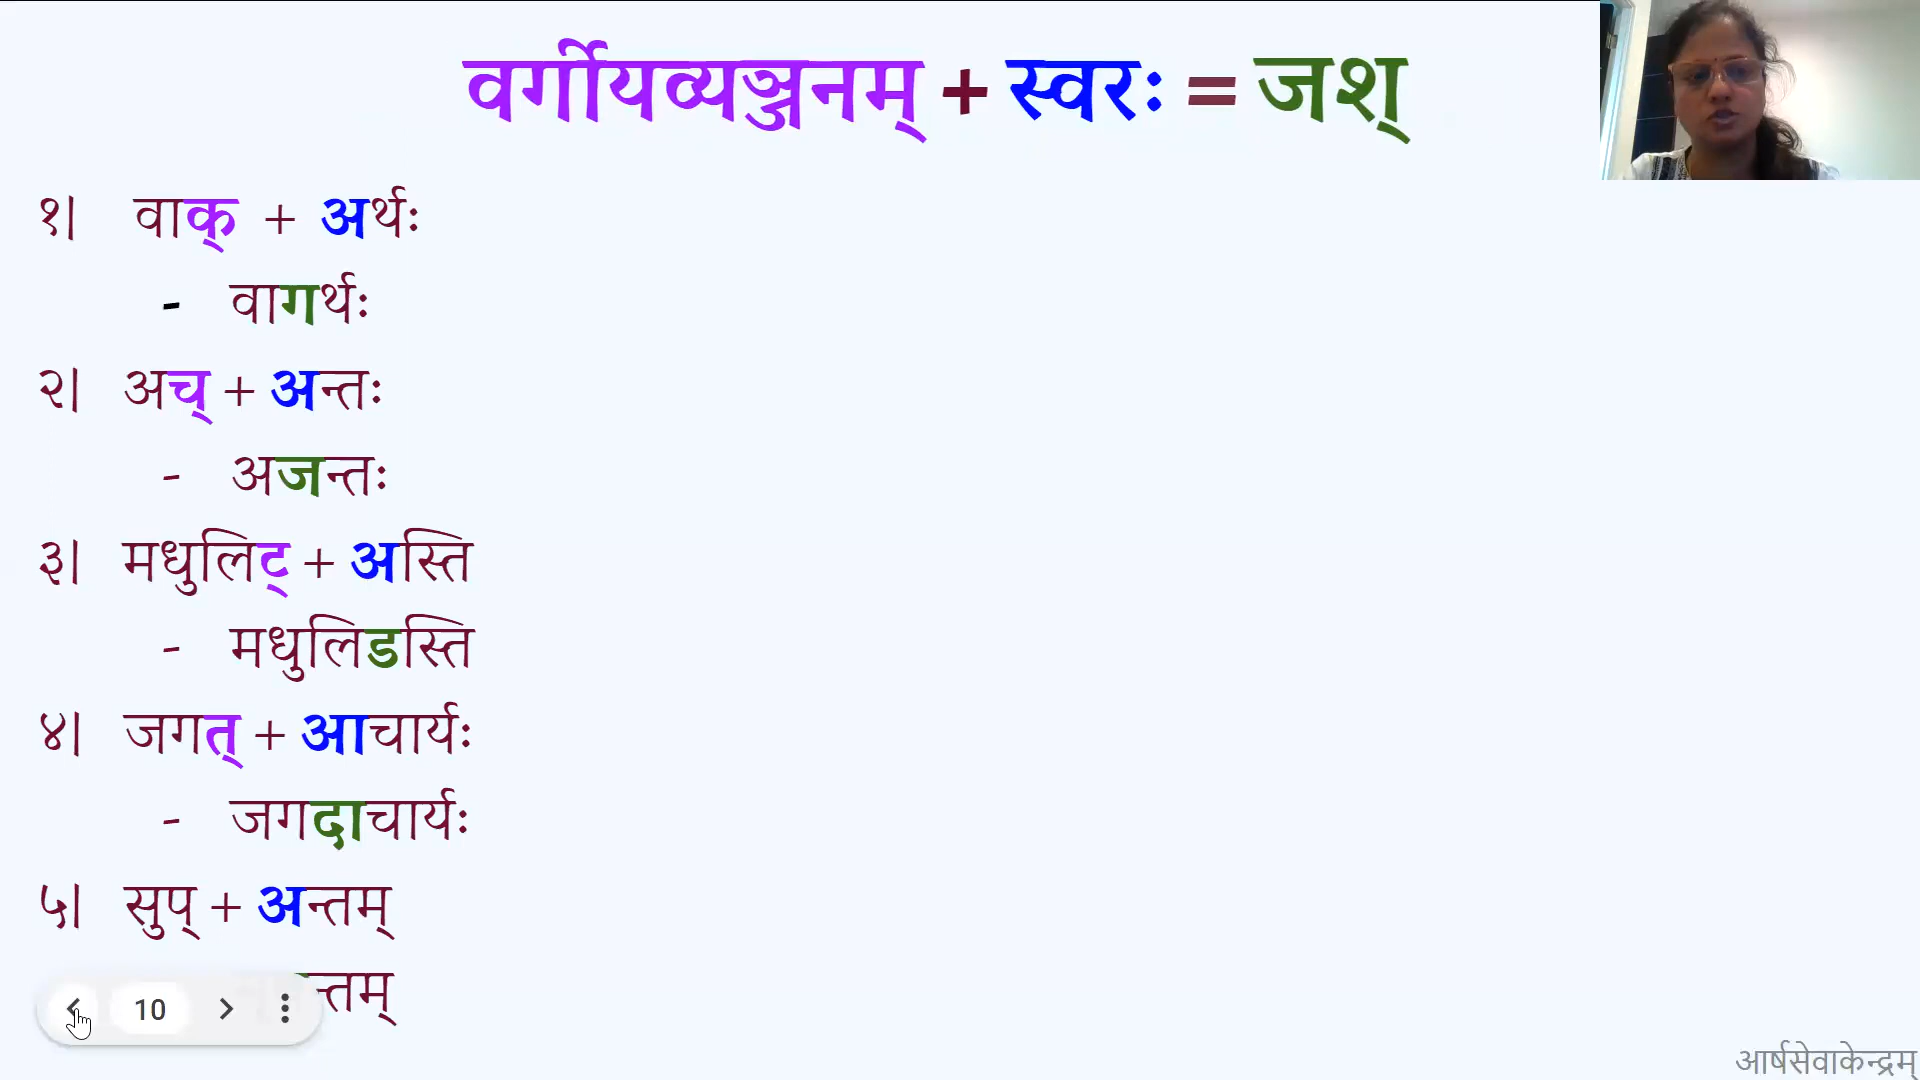 वर्गीयव्यञ्जनम् + स्वरः = जश्
१| वाक् + अर्थः
- वागर्थः
२| अच् + अन्तः
- अजन्तः
३| मधुलिट् + अस्ति
- मधुलिडस्ति
४| जगत् + आचार्यः
- जगदाचार्यः
५| सुप् + अन्तम्
10
आर्षसेवाकेन्द्रम्